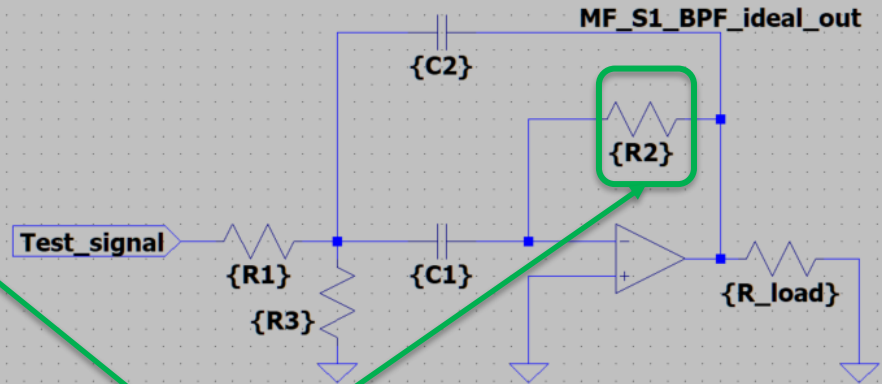 MF_S1_BPF_ideal_out
{C2}
{R2}
Test_signal
{R1}
{C1}
{R3}
{R_load}